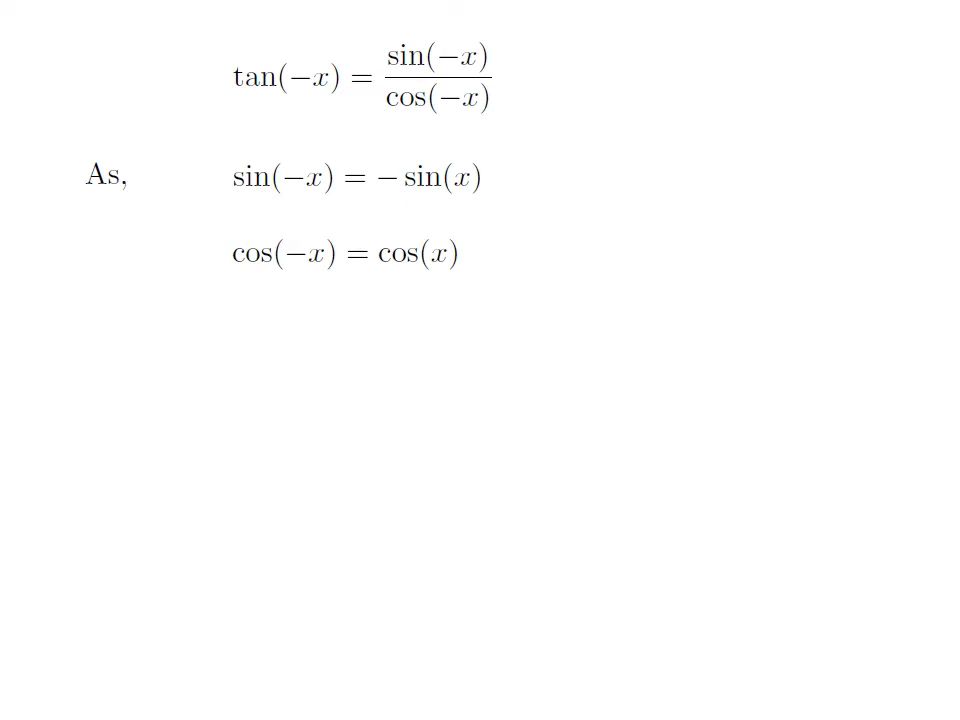 tan(−x) = sin(−x) / cos(−x)
As, sin(−x) = − sin(x)
cos(−x) = cos(x)